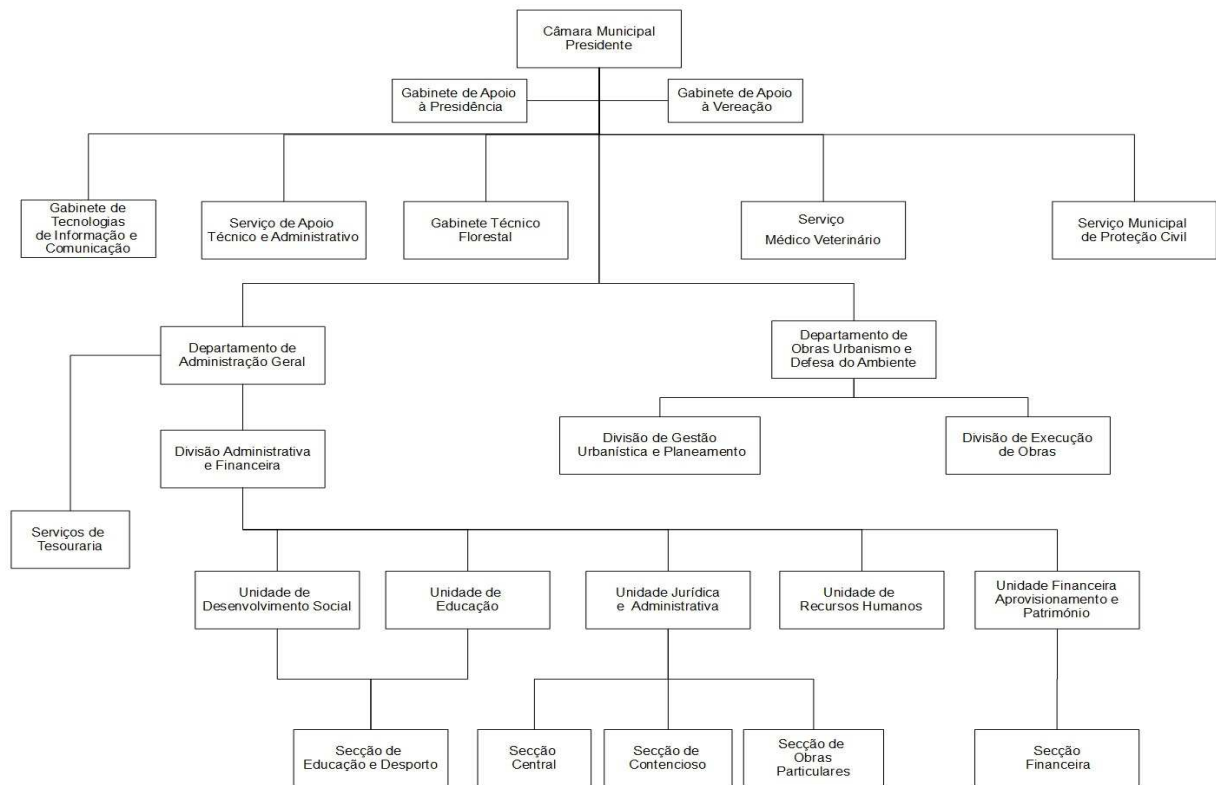 Câmara Municipal
Presidente
Gabinete de Apoio
à Presidência
Gabinete de Apoio
à Vereação
Gabinete de
Tecnologias
de Informação e
Comunicação
Serviço de Apoio
Técnico e Administrativo
Gabinete Técnico
Florestal
Serviço
Médico Veterinário
Serviço Municipal
de Proteção Civil
Departamento de
Administração Geral
Departamento de
Obras Urbanismo e
Defesa do Ambiente
Divisão Administrativa
e Financeira
Divisão de Gestão
Urbanística e Planeamento
Divisão de Execução
de Obras
Serviços de
Tesouraria
Unidade de
Desenvolvimento Social
Unidade de
Educação
Unidade Jurídica
e Administrativa
Unidade de
Recursos Humanos
Unidade Financeira
Aprovisionamento e
Património
Secção de
Educação e Desporto
Secção
Central
Secção de
Contencioso
Secção de
Obras
Particulares
Secção
Financeira